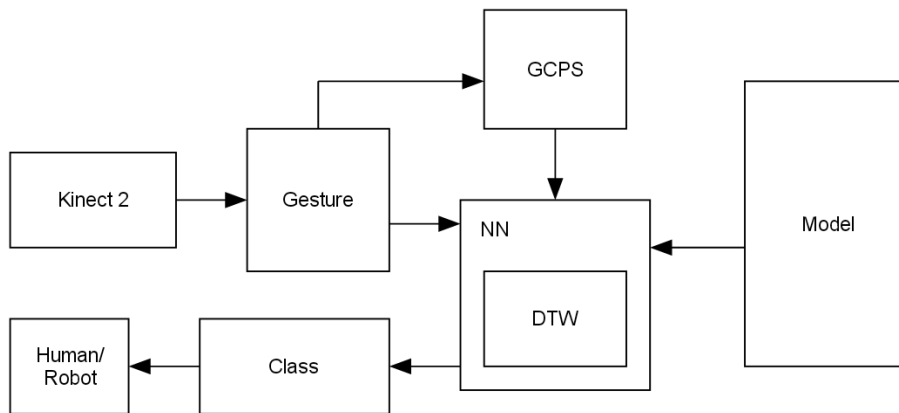 GCPS
Kinect 2
Gesture
NN
Model
DTW
Human/
Robot
Class